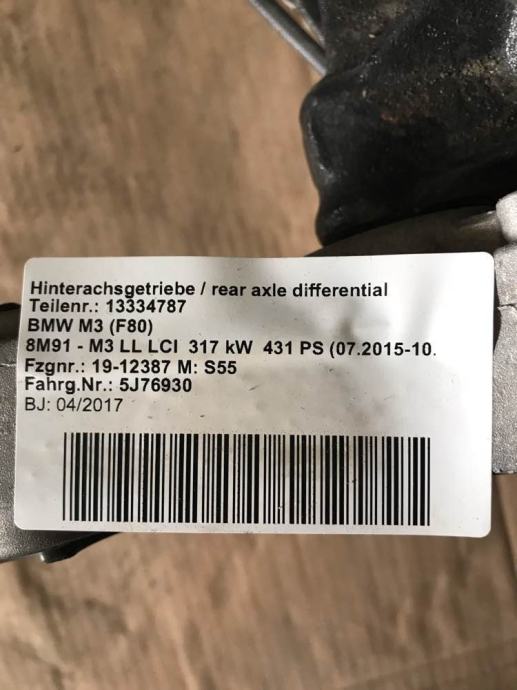 Hinterachsgetriebe / rear axle differential
Teilenr.: 13334787
BMW M3 (F80)
8M91 - M3 LL LCI 317 kW 431 PS (07.2015-10.
Fzgnr.: 19-12387 M: S55
Fahrg.Nr.: 5J76930
BJ: 04/2017